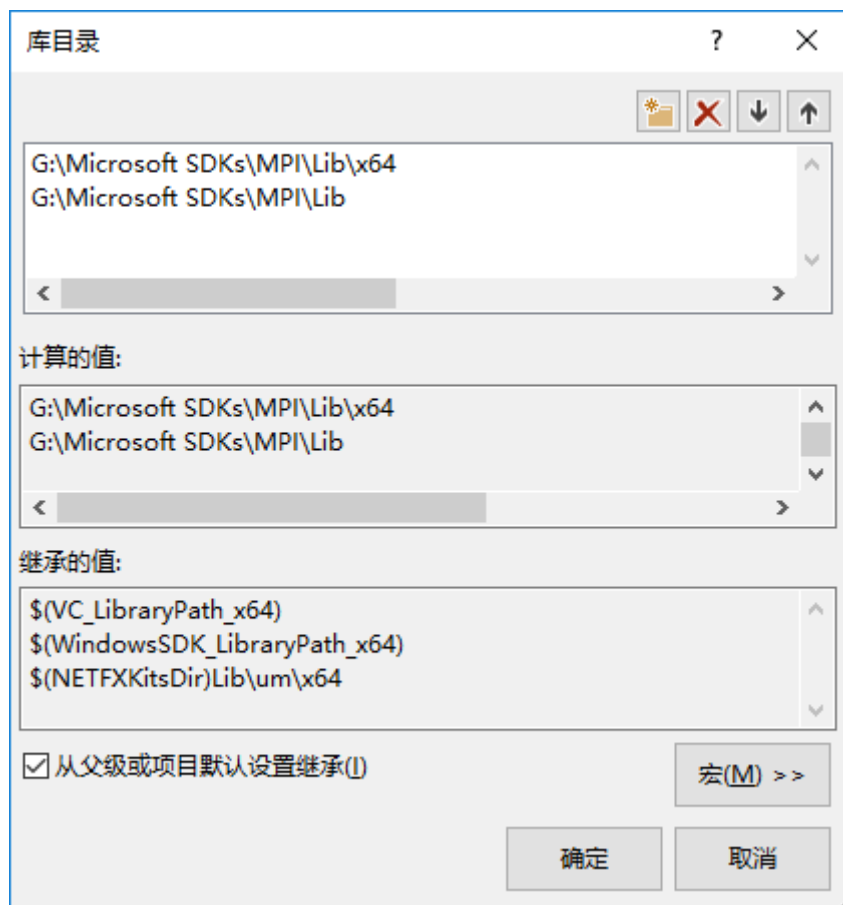 库目录
G:\Microsoft SDKs\MPI\Lib\x64
G:\Microsoft SDKs\MPI\Lib
计算的值:
G:\Microsoft SDKs\MPI\Lib\x64
G:\Microsoft SDKs\MPI\Lib
继承的值:
$(VC_LibraryPath_x64)
$(WindowsSDK_LibraryPath_x64)
$(NETFXKitsDir)Lib\um\x64
从父级或项目默认设置继承(I)
宏(M) >>
确定
取消